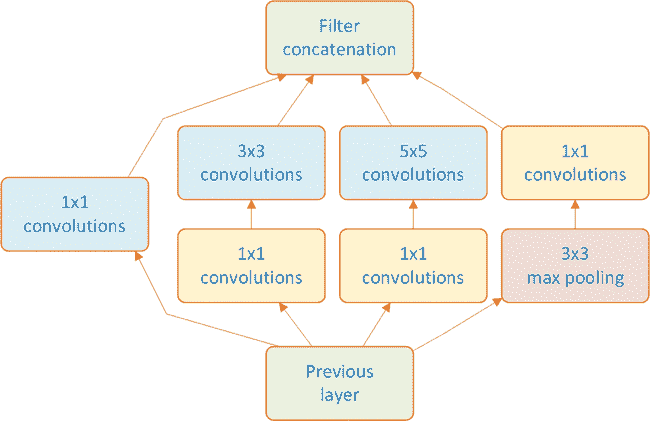 Filter
concatenation
3x3
convolutions
5x5
convolutions
1x1
convolutions
1x1
convolutions
1x1
convolutions
1x1
convolutions
3x3
max pooling
Previous
layer